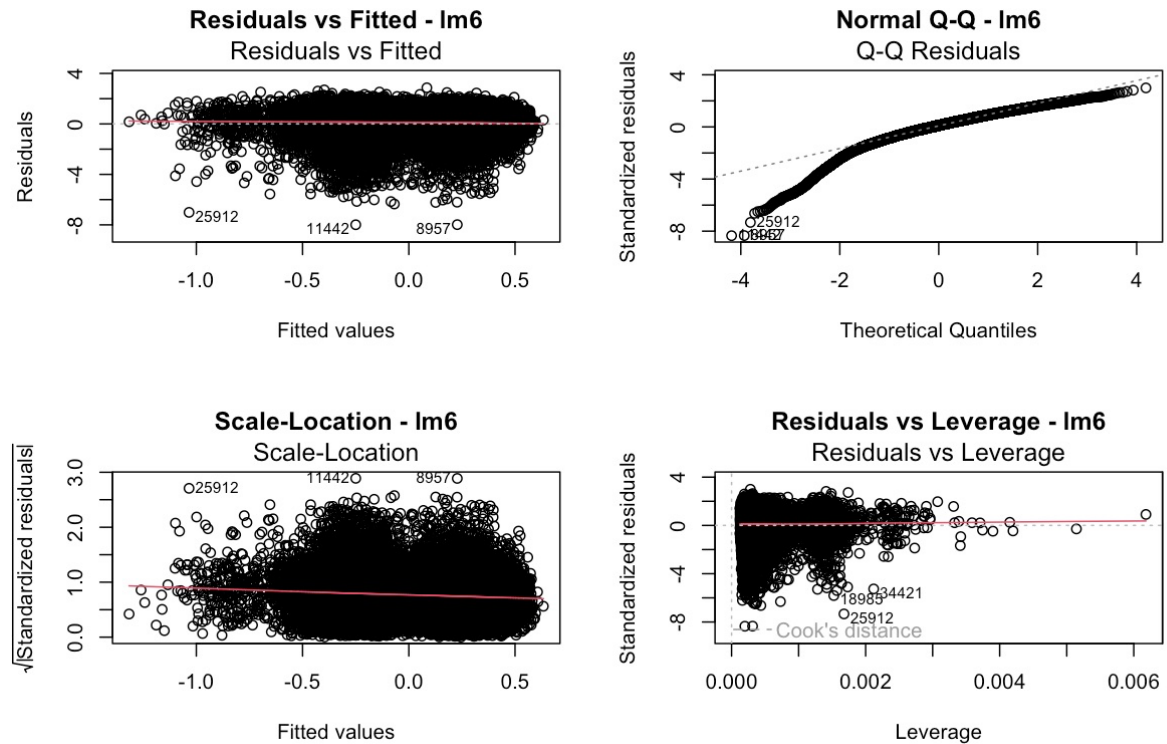 Residuals vs Fitted - lm6
Residuals vs Fitted
Residuals
4
0
-4
-8
25912
11442
8957
-1.0 -0.5 0.0 0.5
Fitted values
Normal Q-Q - lm6
Q-Q Residuals
Standardized residuals
4
0
-4
-8
25912
-4 -2 0 2 4
Theoretical Quantiles
Scale-Location - lm6
Scale-Location
√|Standardized residuals|
3.0
2.0
1.0
0.0
25912
11442
8957
-1.0 -0.5 0.0 0.5
Fitted values
Residuals vs Leverage - lm6
Residuals vs Leverage
Standardized residuals
4
0
-4
-8
34421
18985
25912
Cook's distance
0.000 0.002 0.004 0.006
Leverage